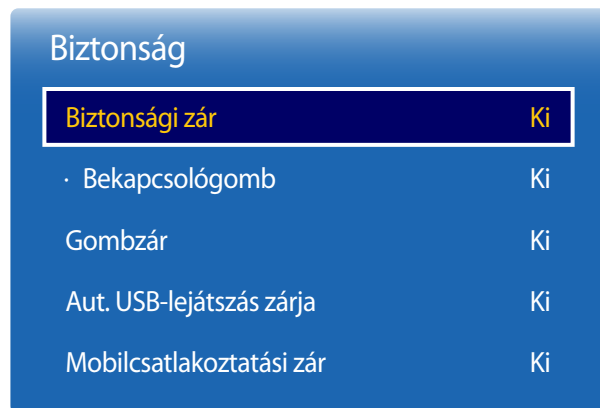 Biztonság
Biztonsági zár Ki
· Bekapcsológomb Ki
Gombzár Ki
Aut. USB-lejátszás zárja Ki
Mobilcsatlakoztatási zár Ki